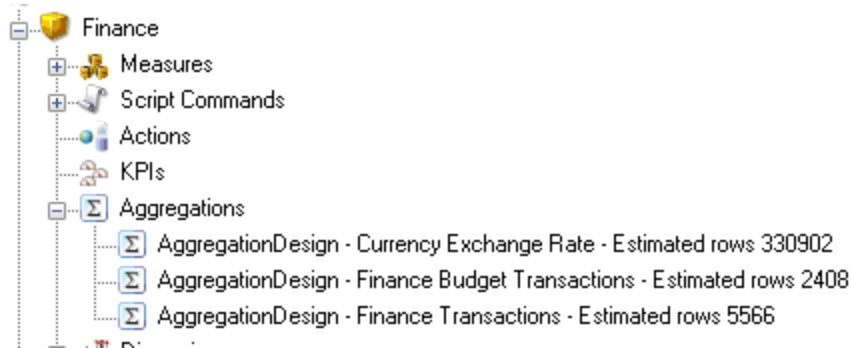 Finance
Measures
Script Commands
Actions
KPIs
Aggregations
AggregationDesign - Currency Exchange Rate - Estimated rows 330902
AggregationDesign - Finance Budget Transactions - Estimated rows 2408
AggregationDesign - Finance Transactions - Estimated rows 5566